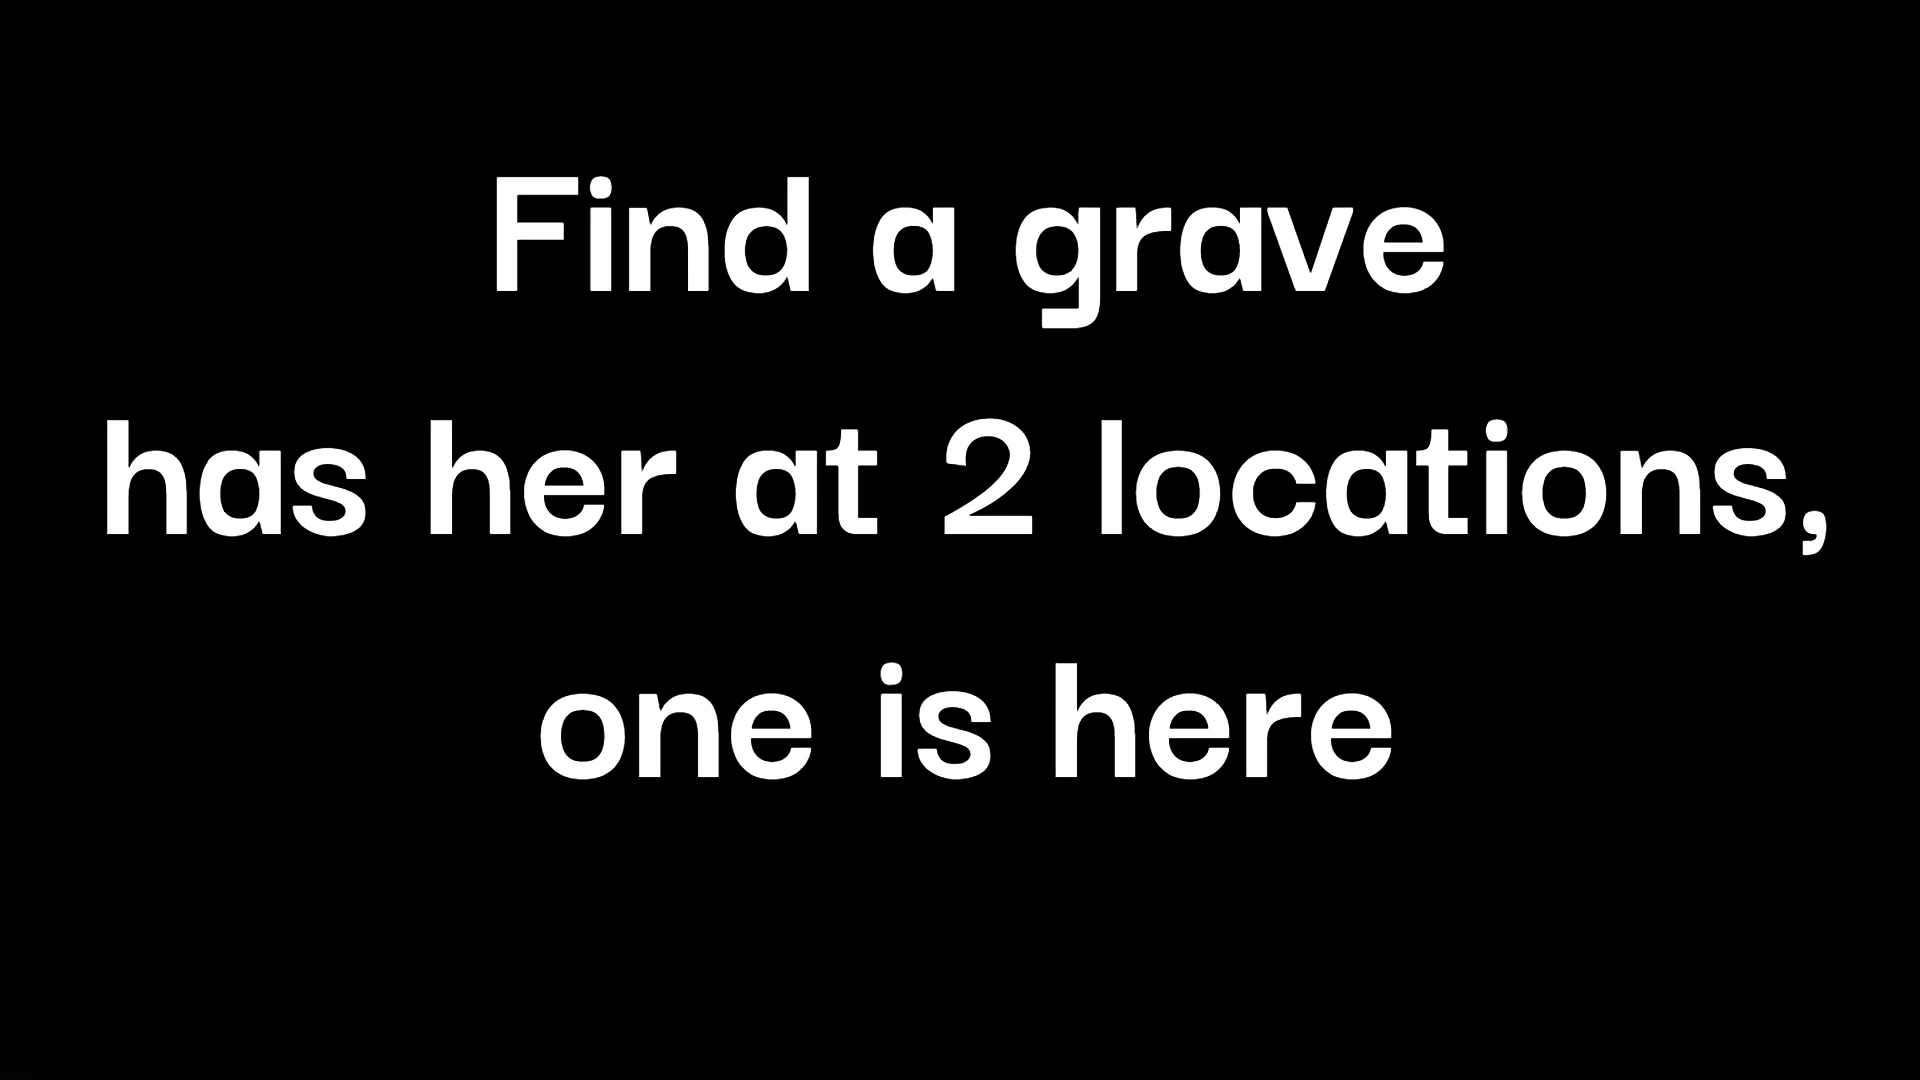 Find a grave
has her at 2 locations,
one is here